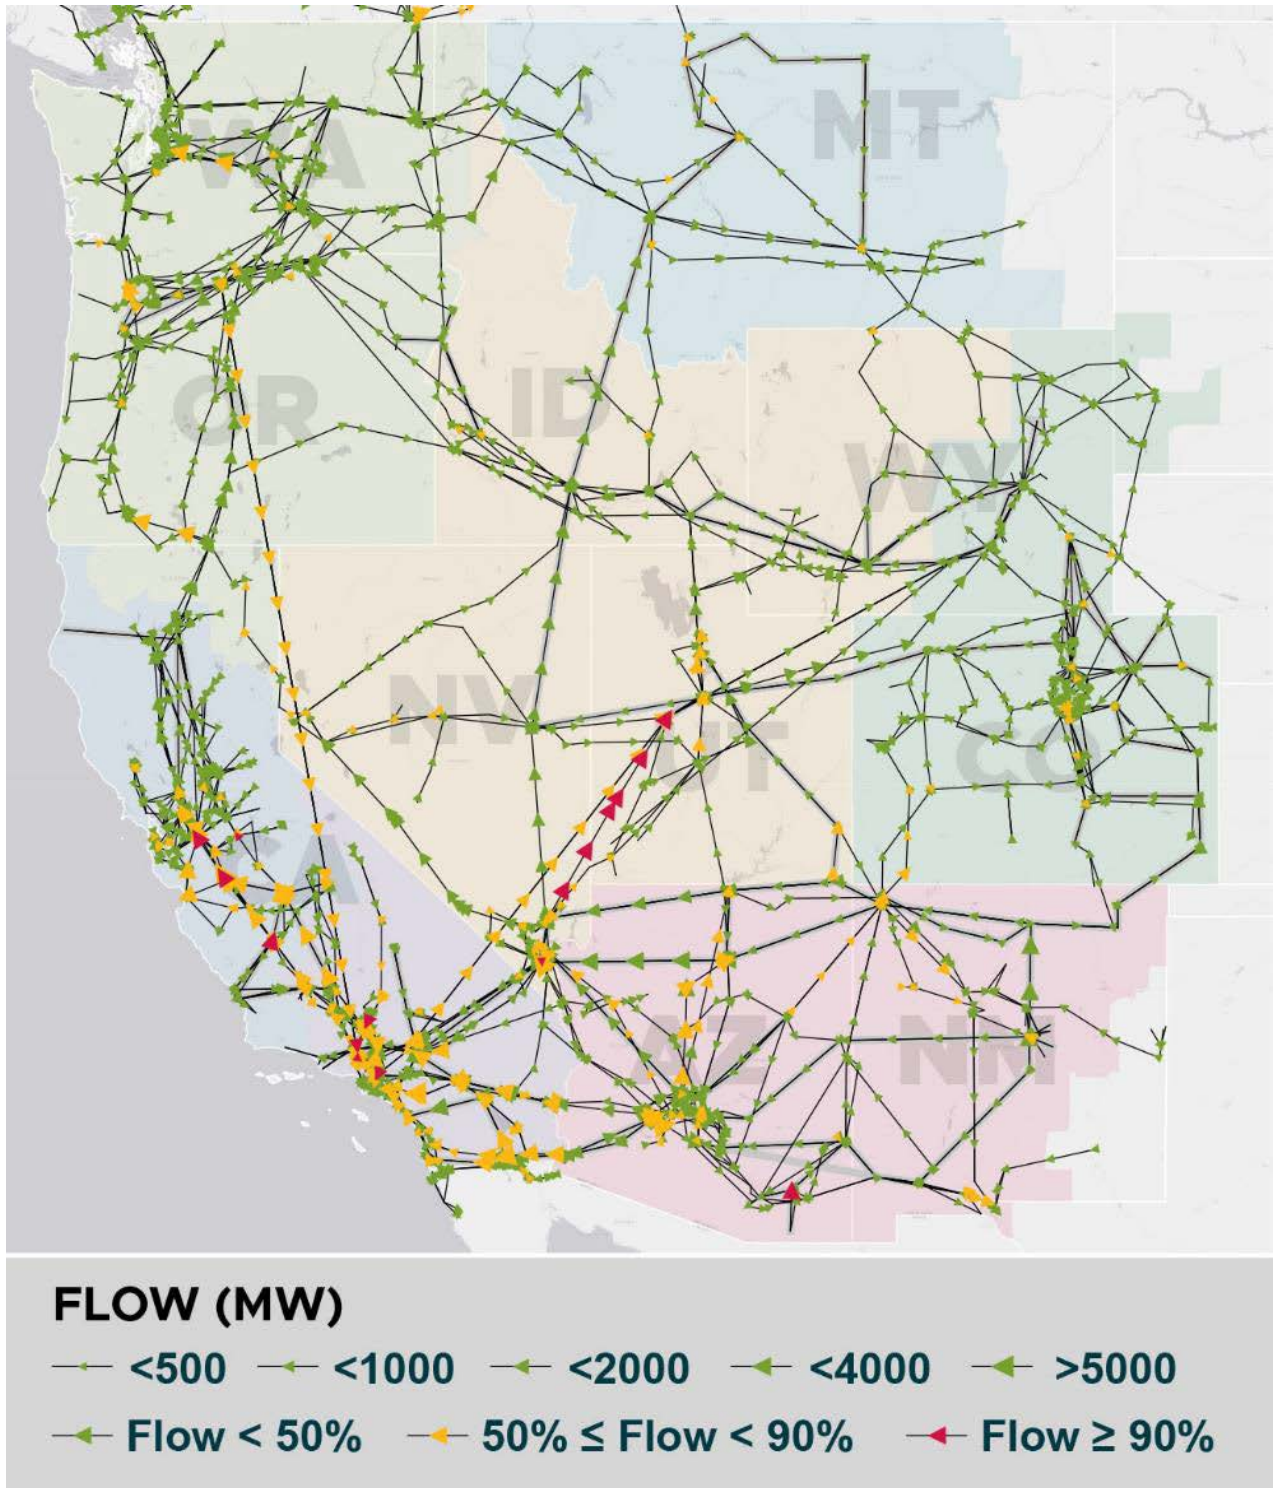 WA
MT
OR
ID
WY
NV
UT
CO
CA
AZ
NM
FLOW (MW)
<500 <1000 <2000 <4000 >5000
Flow < 50% 50% ≤ Flow < 90% Flow ≥ 90%